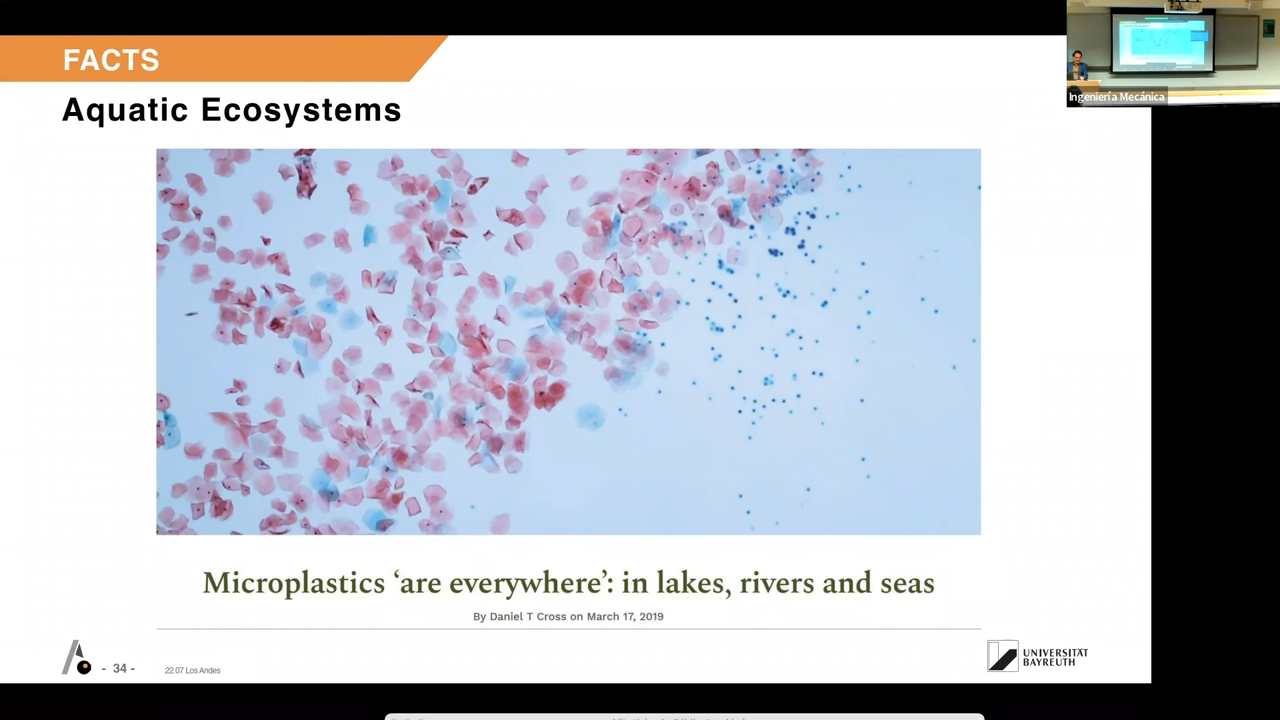 FACTS
Ingeniería Mecánica
Aquatic Ecosystems
Microplastics ‘are everywhere’: in lakes, rivers and seas
By Daniel T Cross on March 17, 2019
- 34 -
22.07 Los Andes
UNIVERSITÄT
BAYREUTH